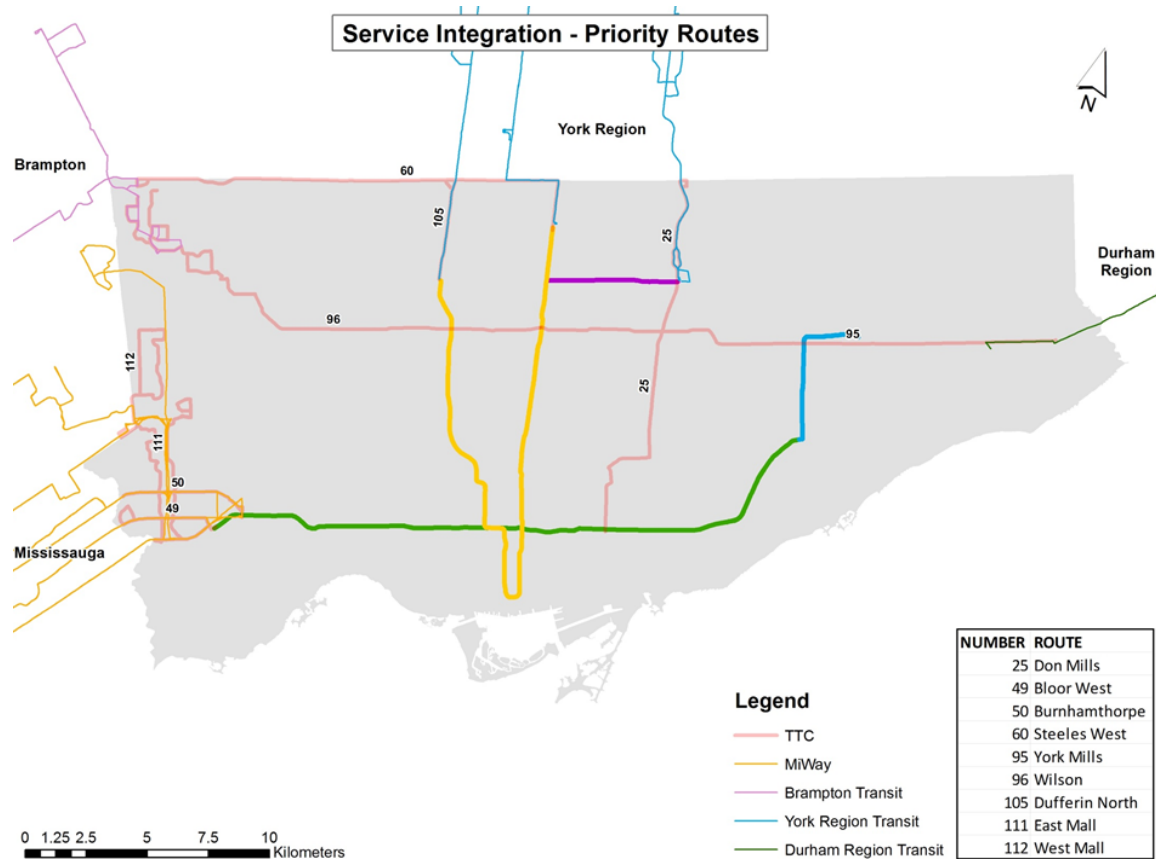 Service Integration - Priority Routes
N
York Region
Brampton
60
105
25
Durham
Region
96
95
112
25
111
50
49
Mississauga
NUMBER ROUTE
25 Don Mills
49 Bloor West
50 Burnhamthorpe
60 Steeles West
95 York Mills
96 Wilson
105 Dufferin North
111 East Mall
112 West Mall
Legend
TTC
MiWay
Brampton Transit
York Region Transit
Durham Region Transit
0 1.25 2.5 5 7.5 10
Kilometers